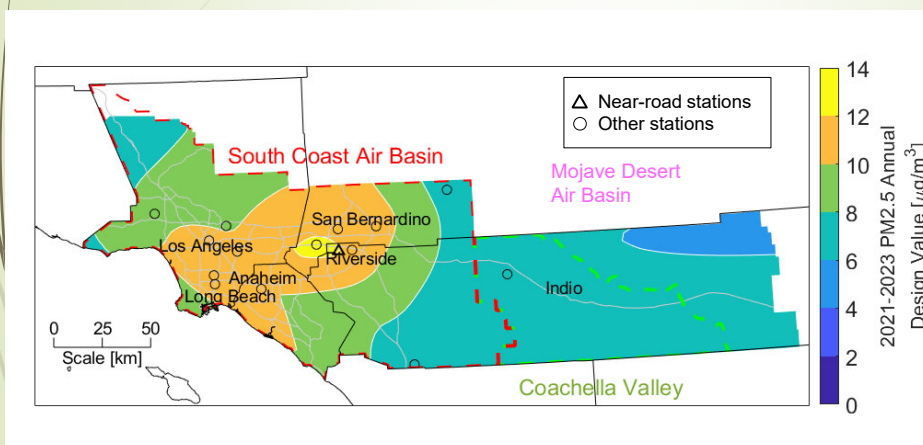 Near-road stations
Other stations
South Coast Air Basin
Mojave Desert
Air Basin
San Bernardino
Los Angeles
Riverside
Anaheim
Long Beach
Indio
0 25 50
Scale [km]
Coachella Valley
14
12
10
8
6
4
2
0
2021-2023 PM2.5 Annual
Design Value [μg/m³]